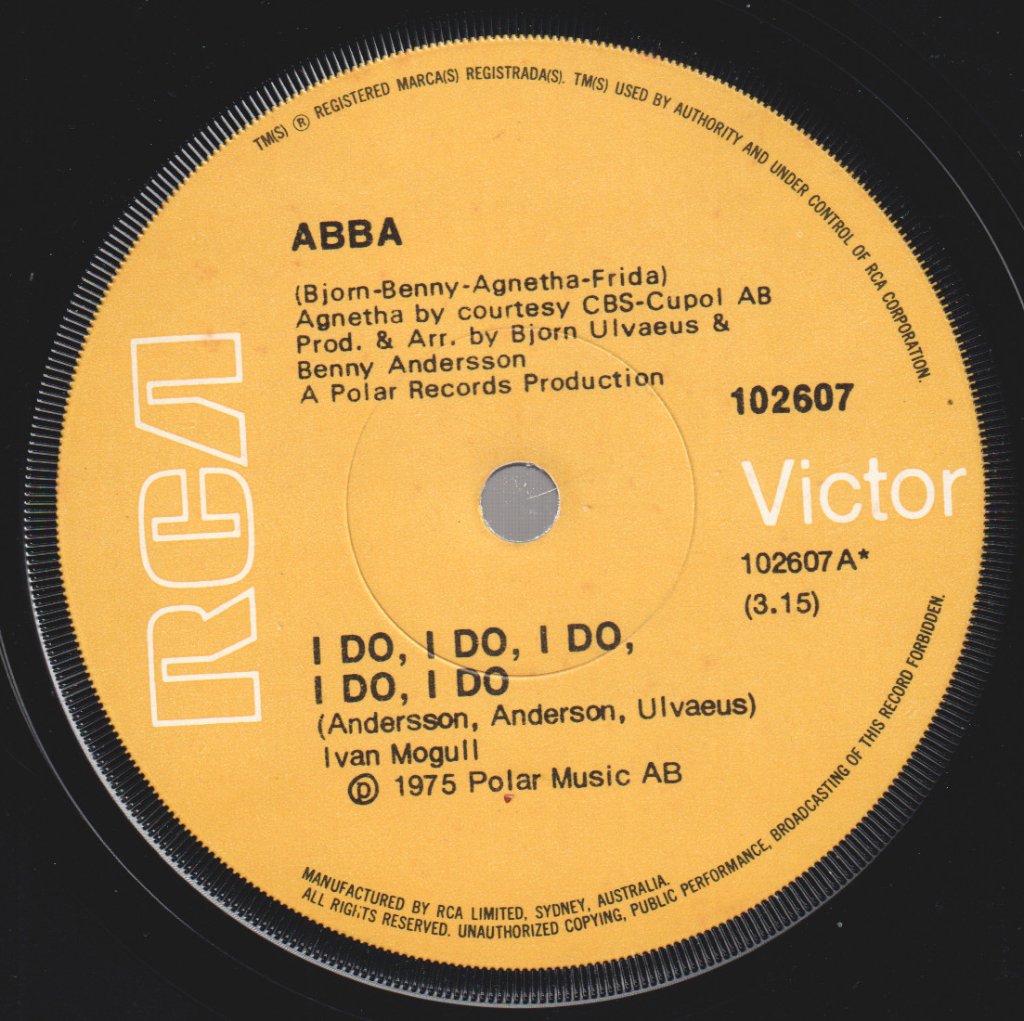 TM(S) ® REGISTERED MARCA(S) REGISTRADA(S). TM(S) USED BY AUTHORITY AND UNDER CONTROL OF RCA CORPORATION.
ABBA
(Bjorn-Benny-Agnetha-Frida)
Agnetha by courtesy CBS-Cupol AB
Prod. & Arr. by Bjorn Ulvaeus &
Benny Andersson
A Polar Records Production
102607
RCA
Victor
102607A*
(3.15)
I DO, I DO, I DO,
I DO, I DO
(Andersson, Anderson, Ulvaeus)
Ivan Mogull
℗ 1975 Polar Music AB
MANUFACTURED BY RCA LIMITED, SYDNEY, AUSTRALIA.
ALL RIGHTS RESERVED. UNAUTHORIZED COPYING, PUBLIC PERFORMANCE, BROADCASTING OF THIS RECORD FORBIDDEN.